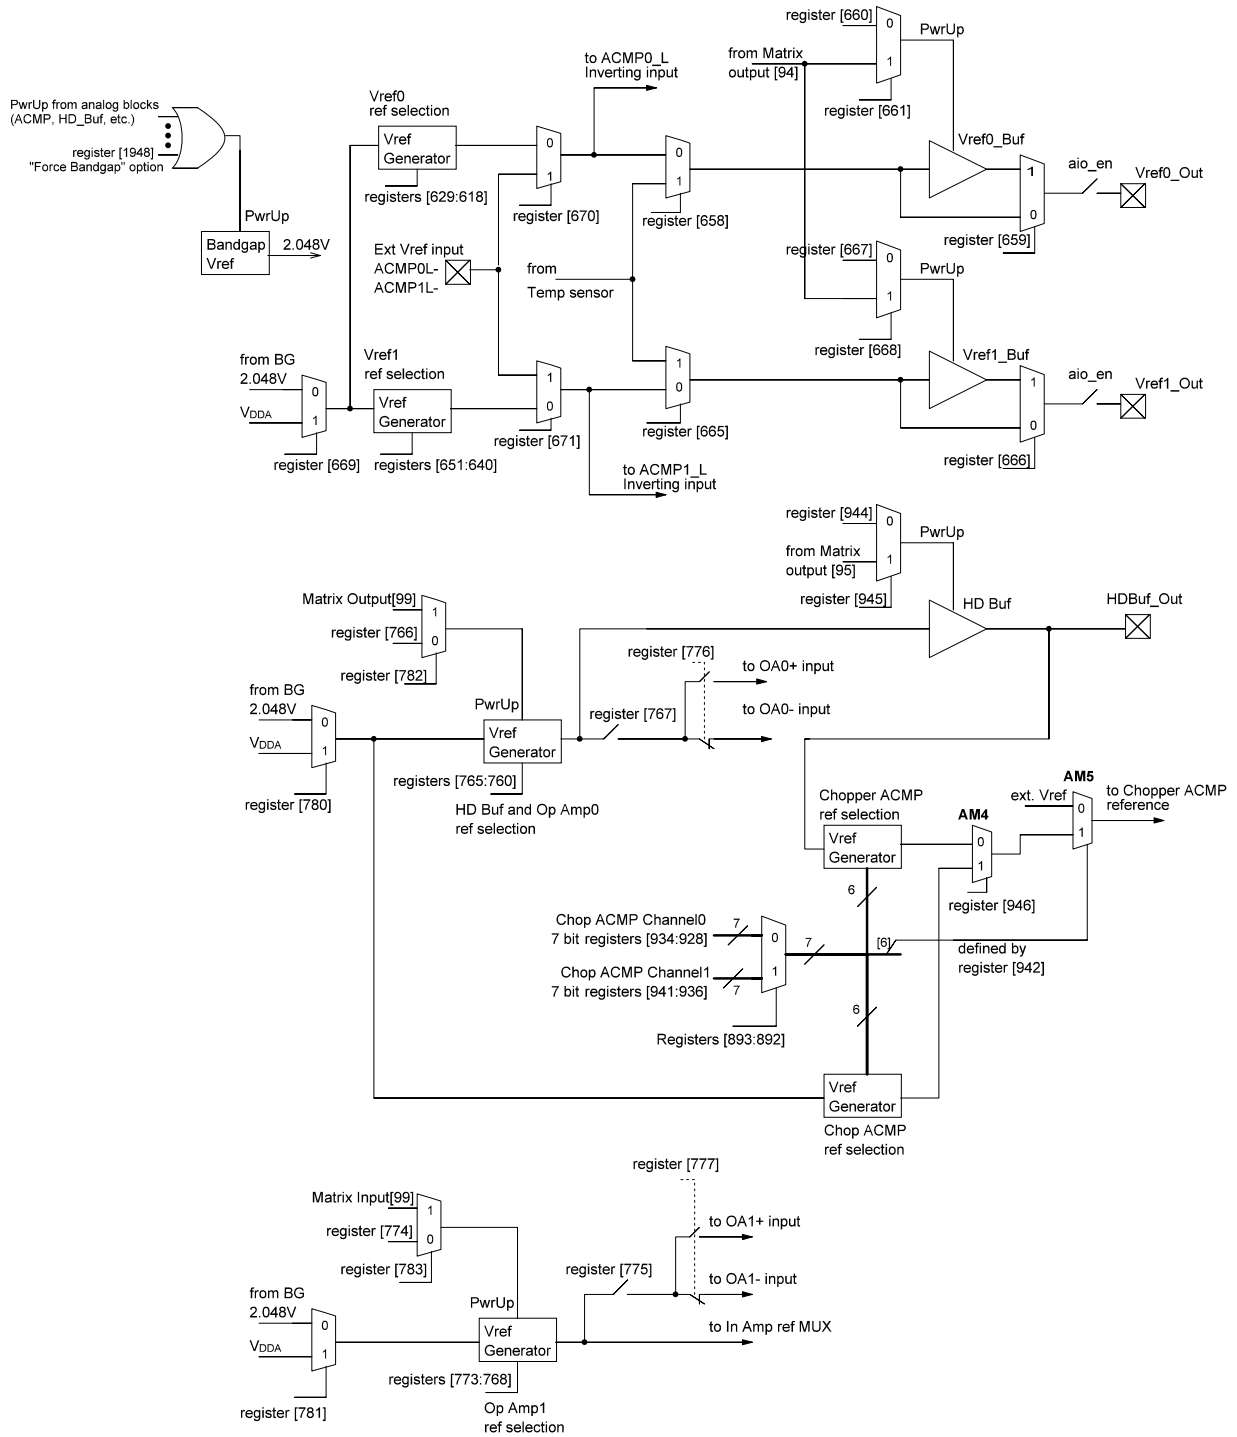 register [660]
0
PwrUp
from Matrix
output [94]
1
register [661]
to ACMP0_L
Inverting input
PwrUp from analog blocks
(ACMP, HD_Buf, etc.)
register [1948]
"Force Bandgap" option
PwrUp
Bandgap
Vref
2.048V
Vref0
ref selection
Vref
Generator
registers [629:618]
0
1
register [670]
0
1
register [658]
Vref0_Buf
1
0
register [659]
aio_en
Vref0_Out
Ext Vref input
ACMP0L-
ACMP1L-
from
Temp sensor
register [667]
0
PwrUp
1
register [668]
from BG
2.048V
0
VDDA
1
register [669]
Vref1
ref selection
Vref
Generator
registers [651:640]
1
0
register [671]
1
0
register [665]
Vref1_Buf
1
0
register [666]
aio_en
Vref1_Out
to ACMP1_L
Inverting input
register [944]
0
PwrUp
from Matrix
output [95]
1
register [945]
HD Buf
HDBuf_Out
Matrix Output[99]
1
register [766]
0
register [782]
PwrUp
from BG
2.048V
0
VDDA
1
register [780]
Vref
Generator
registers [765:760]
HD Buf and Op Amp0
ref selection
register [767]
register [776]
to OA0+ input
to OA0- input
Chopper ACMP
ref selection
Vref
Generator
AM4
0
1
register [946]
AM5
ext. Vref
0
1
to Chopper ACMP
reference
6
Chop ACMP Channel0
7 bit registers [934:928]
7
0
Chop ACMP Channel1
7 bit registers [941:936]
7
1
7
[6]
defined by
register [942]
6
Registers [893:892]
Vref
Generator
Chop ACMP
ref selection
register [777]
Matrix Input[99]
1
register [774]
0
register [783]
PwrUp
from BG
2.048V
0
VDDA
1
register [781]
Vref
Generator
registers [773:768]
Op Amp1
ref selection
register [775]
to OA1+ input
to OA1- input
to In Amp ref MUX